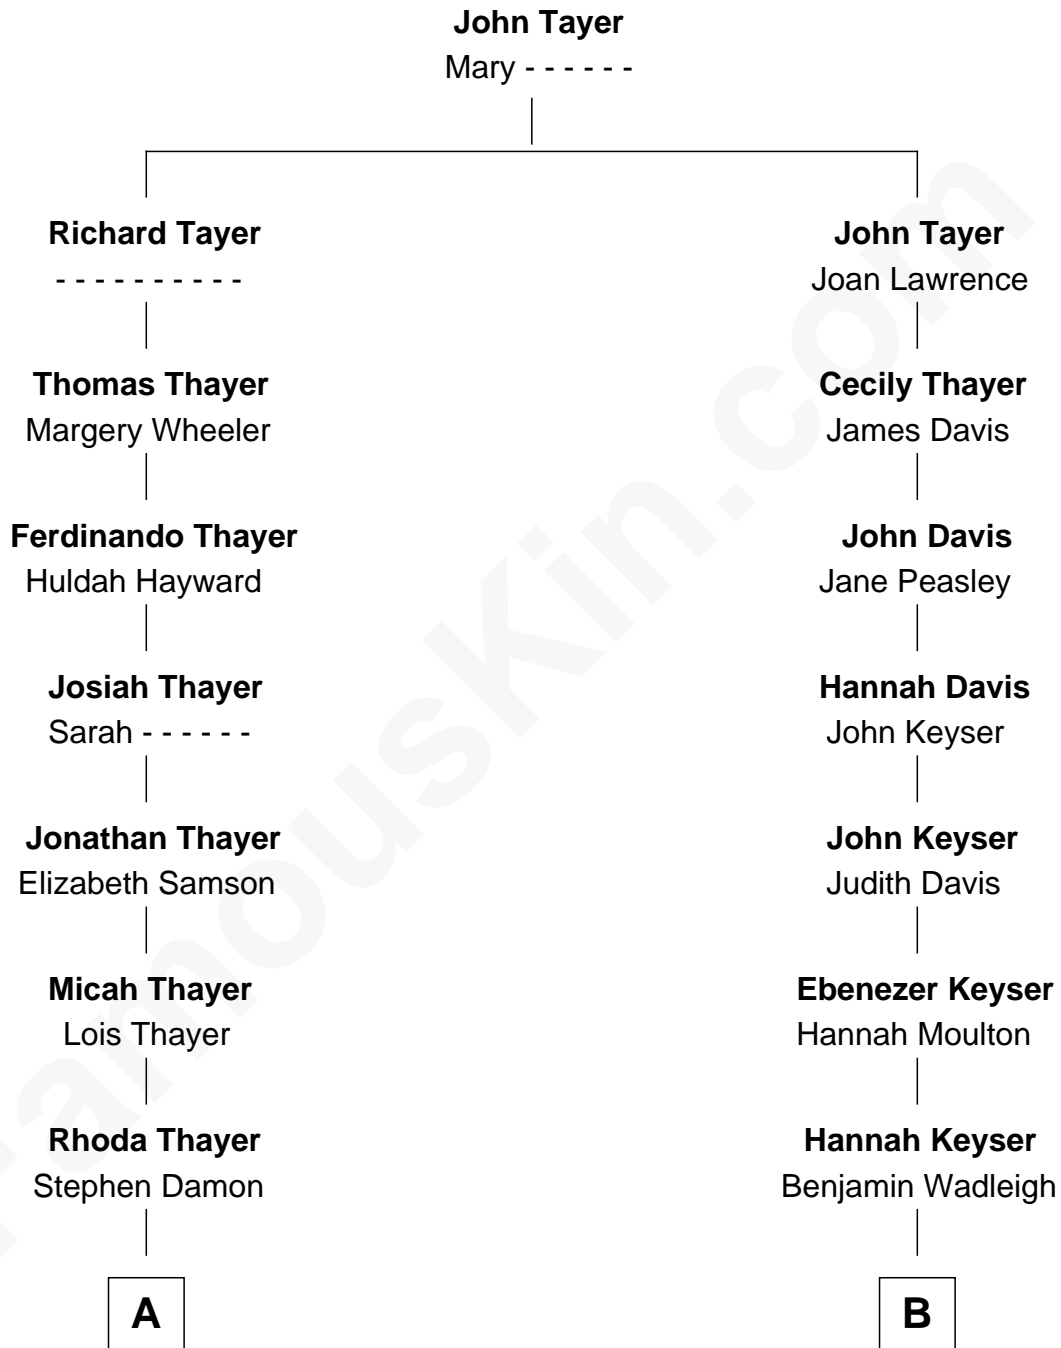 John Tayer
Mary - - - - - -
Richard Tayer
- - - - - - - - - -
John Tayer
Joan Lawrence
Thomas Thayer
Margery Wheeler
Cecily Thayer
James Davis
Ferdinando Thayer
Huldah Hayward
John Davis
Jane Peasley
Josiah Thayer
Sarah - - - - - -
Hannah Davis
John Keyser
Jonathan Thayer
Elizabeth Samson
John Keyser
Judith Davis
Micah Thayer
Lois Thayer
Ebenezer Keyser
Hannah Moulton
Rhoda Thayer
Stephen Damon
Hannah Keyser
Benjamin Wadleigh
A
B
FamousKin.com